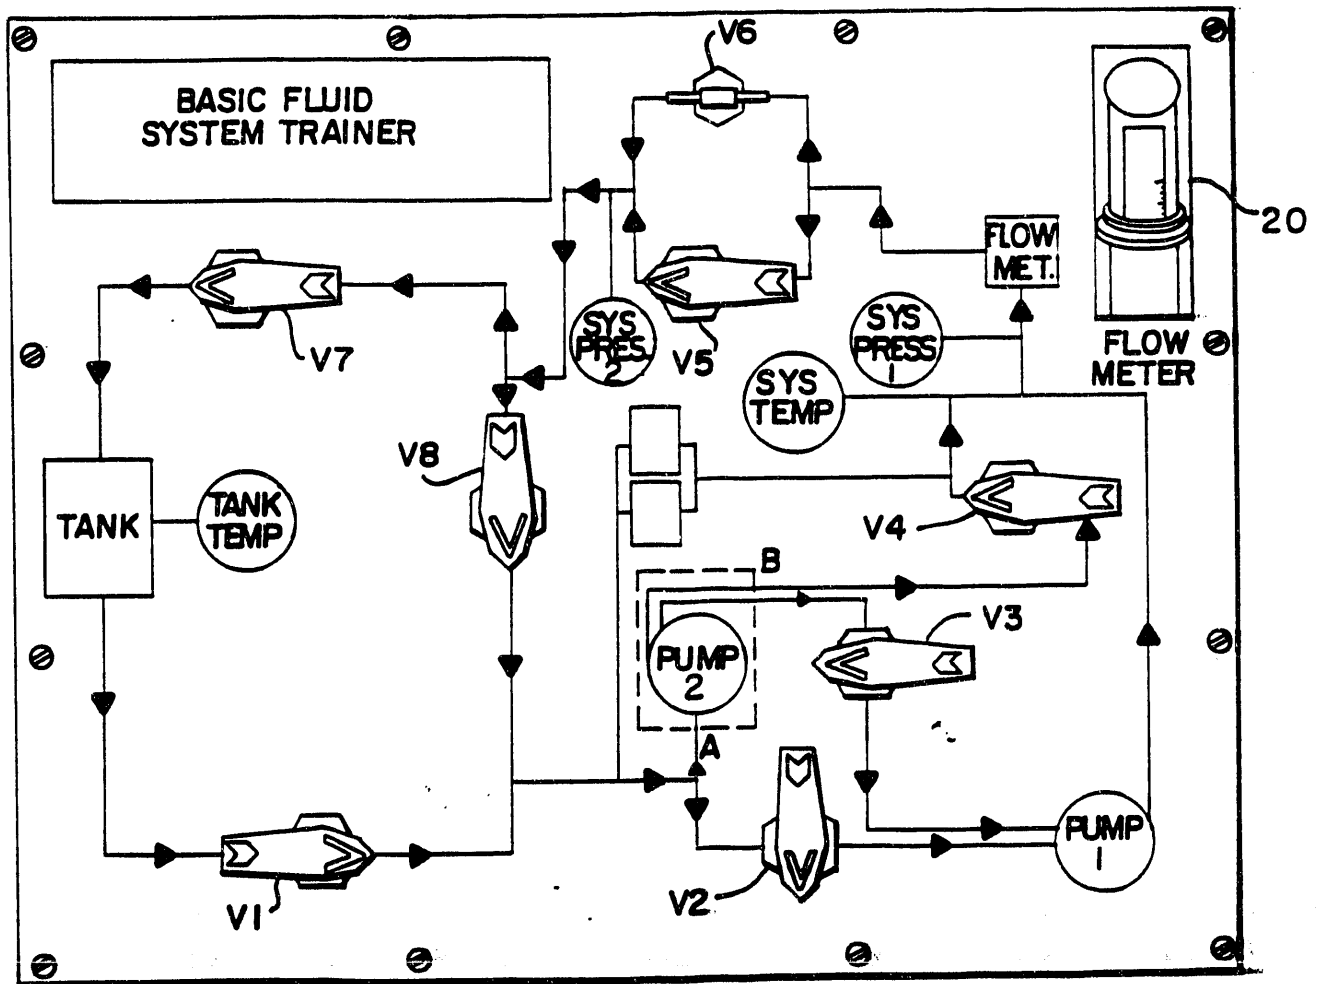 V6
BASIC FLUID
SYSTEM TRAINER
20
FLOW
MET.
V7
SYS
PRES.
2
V5
SYS
PRESS
1
FLOW
METER
SYS
TEMP
V8
TANK
TANK
TEMP
V4
B
V3
PUMP
2
A
PUMP
1
V2
V1